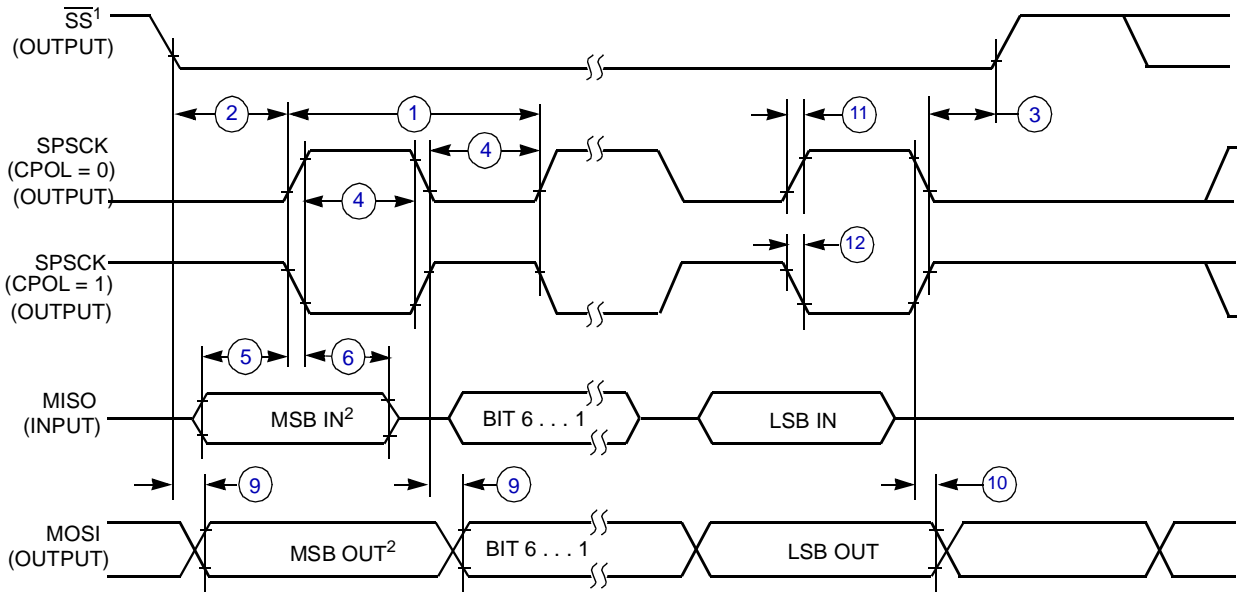 SS¹
(OUTPUT)
2
1
11
3
SPSCK
(CPOL = 0)
(OUTPUT)
4
4
12
SPSCK
(CPOL = 1)
(OUTPUT)
5
6
MISO
(INPUT)
MSB IN²
BIT 6 . . . 1
LSB IN
9
9
10
MOSI
(OUTPUT)
MSB OUT²
BIT 6 . . . 1
LSB OUT